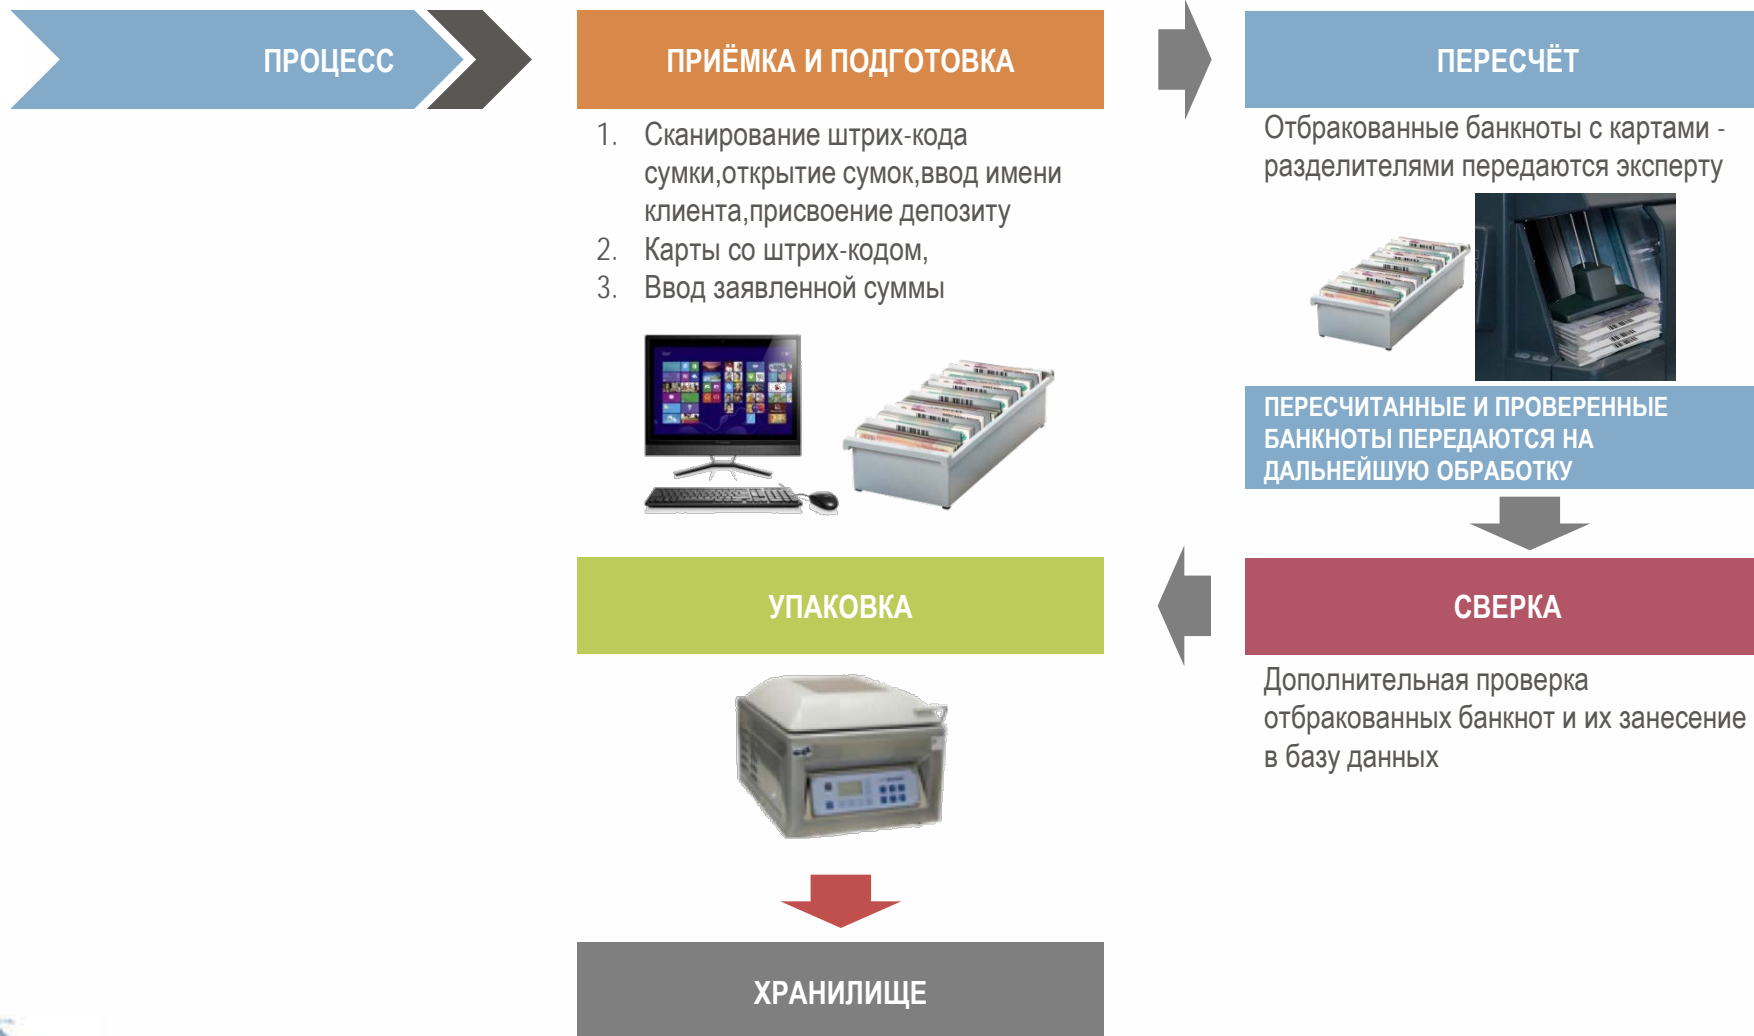 ПРОЦЕСС
ПРИЁМКА И ПОДГОТОВКА
1. Сканирование штрих-кода
сумки,открытие сумок,ввод имени
клиента,присвоение депозиту
2. Карты со штрих-кодом,
3. Ввод заявленной суммы
ПЕРЕСЧЁТ
Отбракованные банкноты с картами -
разделителями передаются эксперту
ПЕРЕСЧИТАННЫЕ И ПРОВЕРЕННЫЕ
БАНКНОТЫ ПЕРЕДАЮТСЯ НА
ДАЛЬНЕЙШУЮ ОБРАБОТКУ
СВЕРКА
Дополнительная проверка
отбракованных банкнот и их занесение
в базу данных
УПАКОВКА
ХРАНИЛИЩЕ